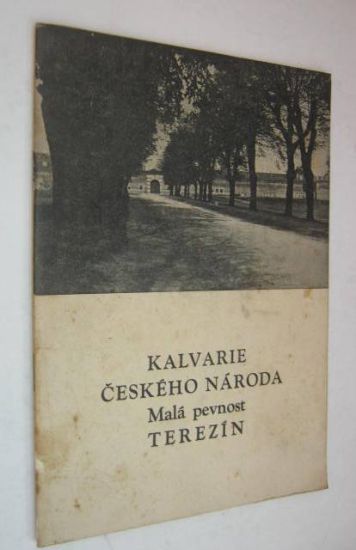 KALVARIE
ČESKÉHO NÁRODA
Malá pevnost
TEREZÍN